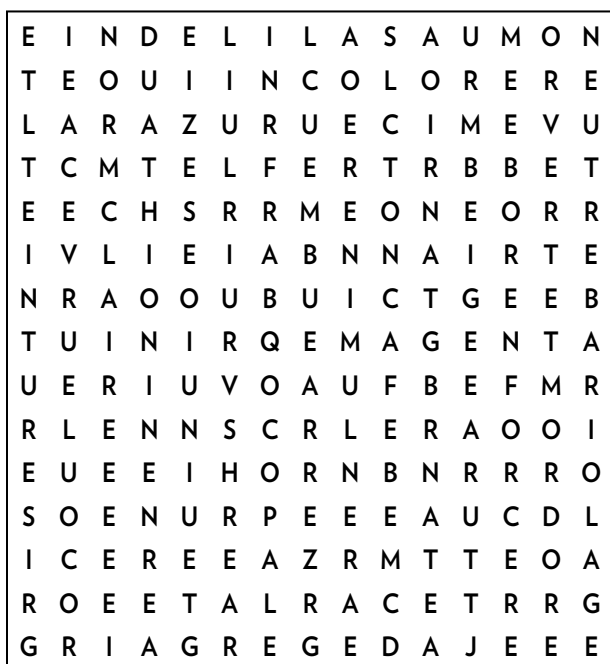 E I N D E L I L A S A U M O N
T E O U I I N C O L O R E R E
L A R A Z U R U E C I M E V U
T C M T E L F E R T R B B E T
E E C H S R R M E O N E O R R
I V L I E I A B N N A I R T E
N R A O O U B U I C T G E E B
T U I N I R Q E M A G E N T A
U E R I U V O A U F B E F M R
R L E N N S C R L E R A O O I
E U E E I H O R N B N R R R O
S O E N U R P E E E A U C D L
I C E R E E A Z R M T T E O A
R O E E T A L R A C E T R R G
G R I A G R E G E D A J E E E